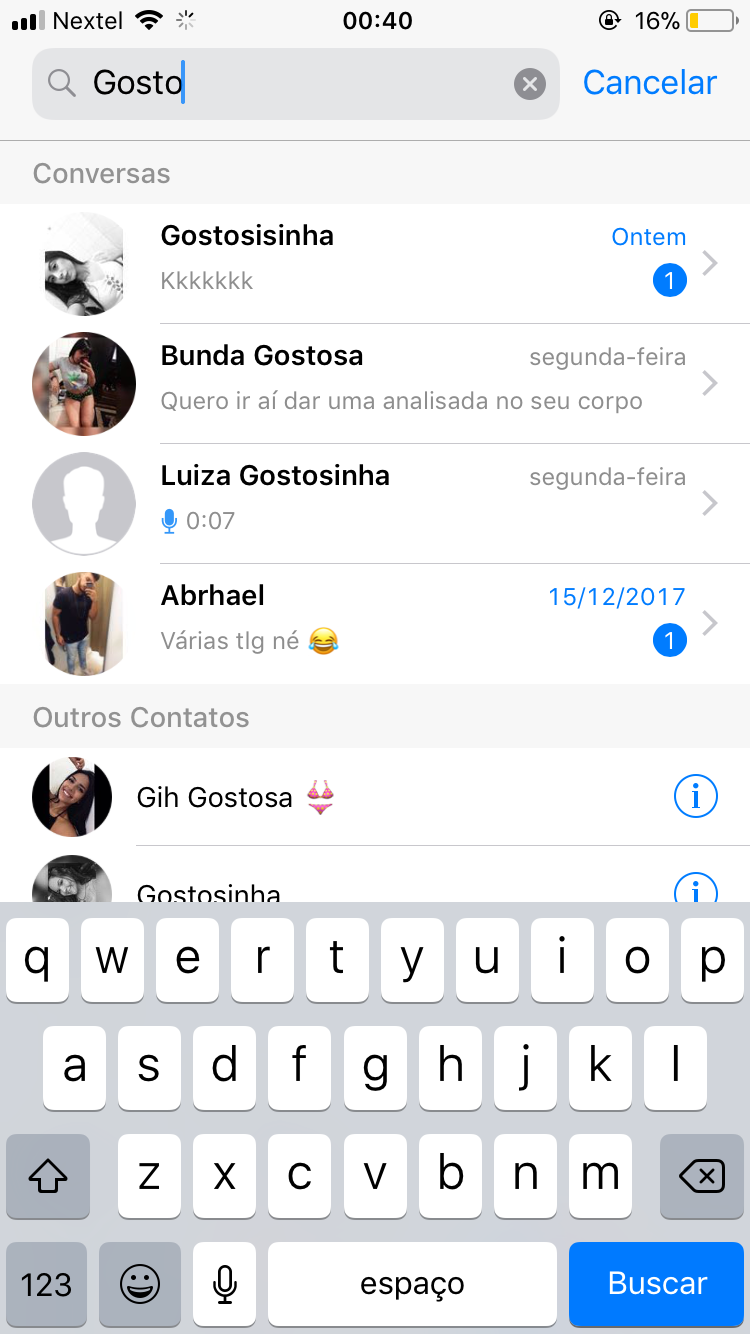 Nextel 00:40 16%
Gosto Cancelar
Conversas
Gostosisinha Ontem
Kkkkkkk 1
Bunda Gostosa segunda-feira
Quero ir aí dar uma analisada no seu corpo
Luiza Gostosinha segunda-feira
0:07
Abrhael 15/12/2017
Várias tlg né 😂 1
Outros Contatos
Gih Gostosa 👙
Gostosinha
q w e r t y u i o p
a s d f g h j k l
z x c v b n m
123 espaço Buscar